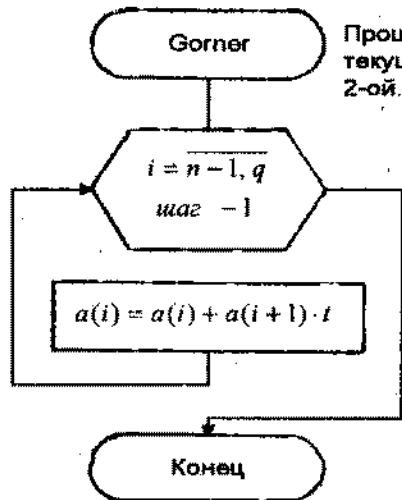 Gorner
Проц
текущ
2-ой.
i = n-1, q
шаг -1
a(i) = a(i) + a(i+1) · t
Конец